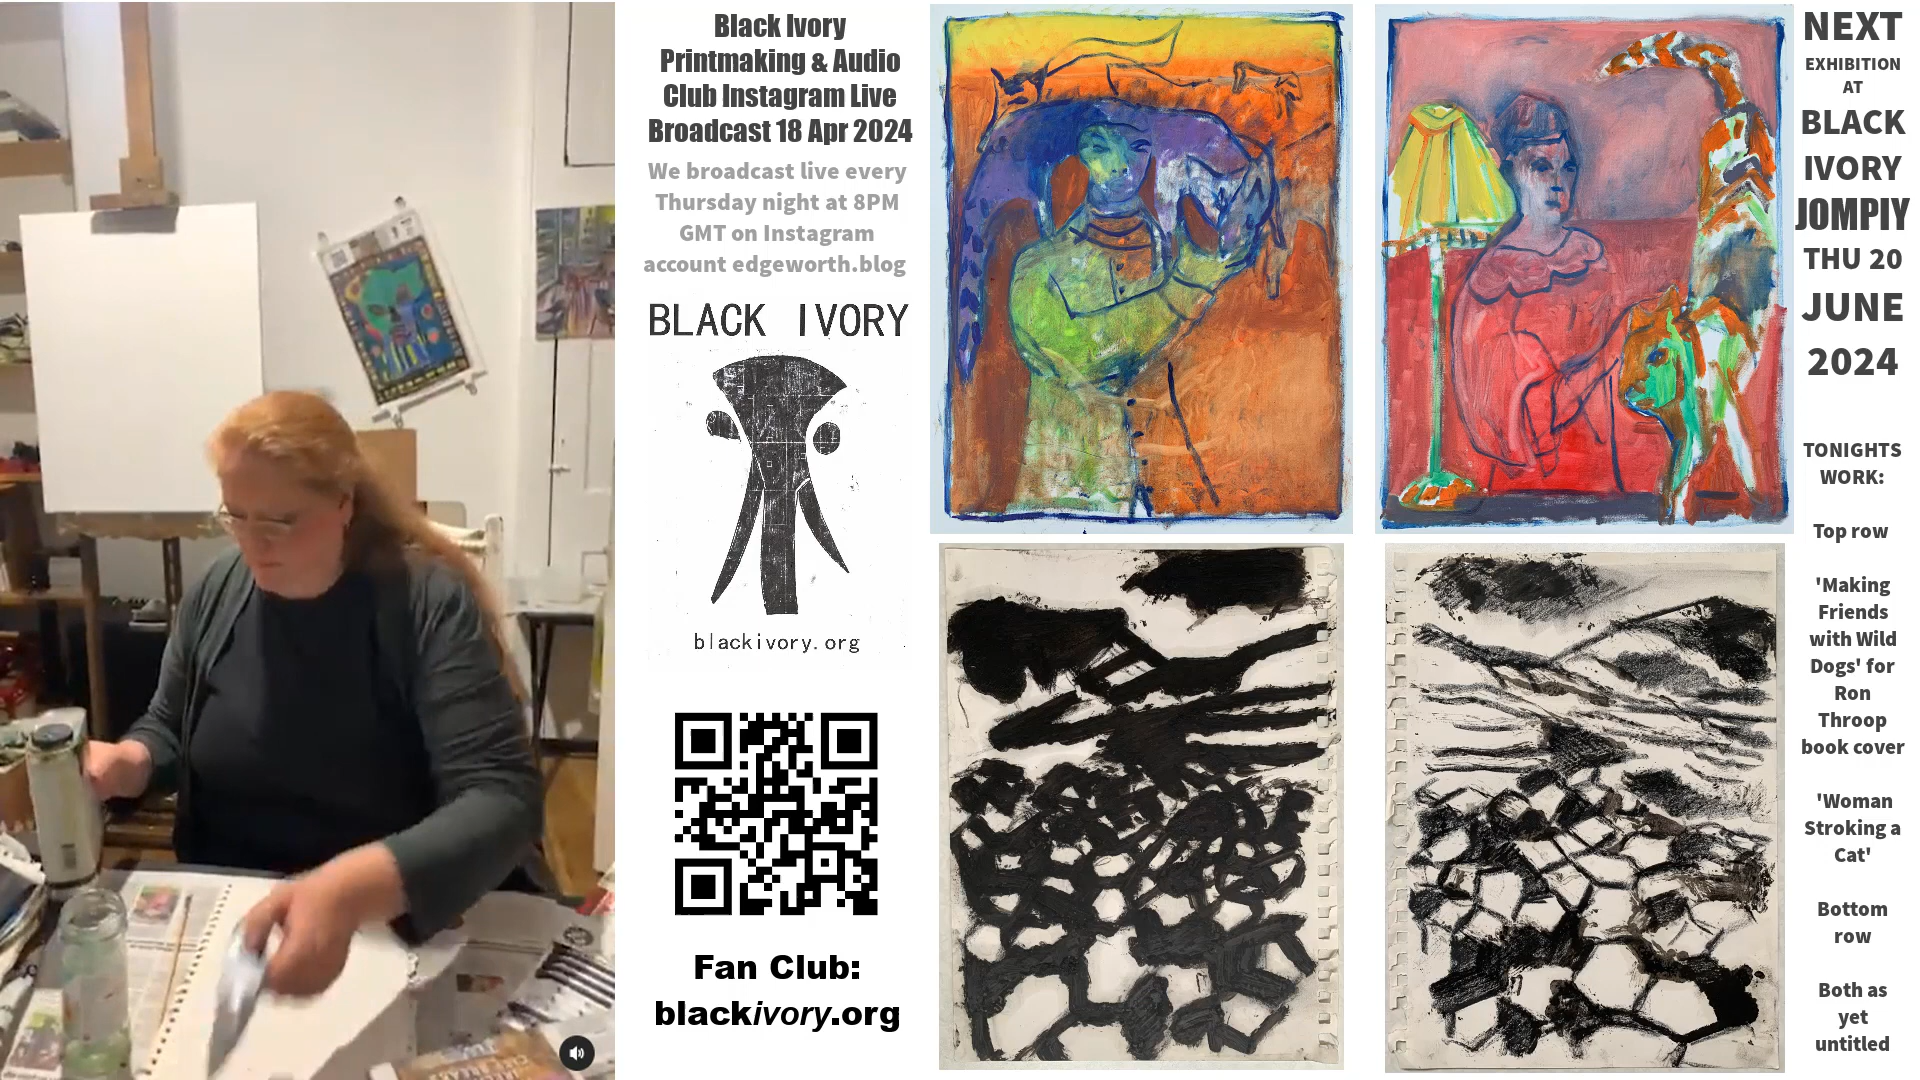 Black Ivory
Printmaking & Audio
Club Instagram Live
Broadcast 18 Apr 2024
We broadcast live every
Thursday night at 8PM
GMT on Instagram
account edgeworth.blog
BLACK IVORY
blackivory.org
Fan Club:
blackivory.org
NEXT
EXHIBITION
AT
BLACK
IVORY
JOMPIY
THU 20
JUNE
2024
TONIGHTS
WORK:
Top row
'Making
Friends
with Wild
Dogs' for
Ron
Throop
book cover
'Woman
Stroking a
Cat'
Bottom
row
Both as
yet
untitled